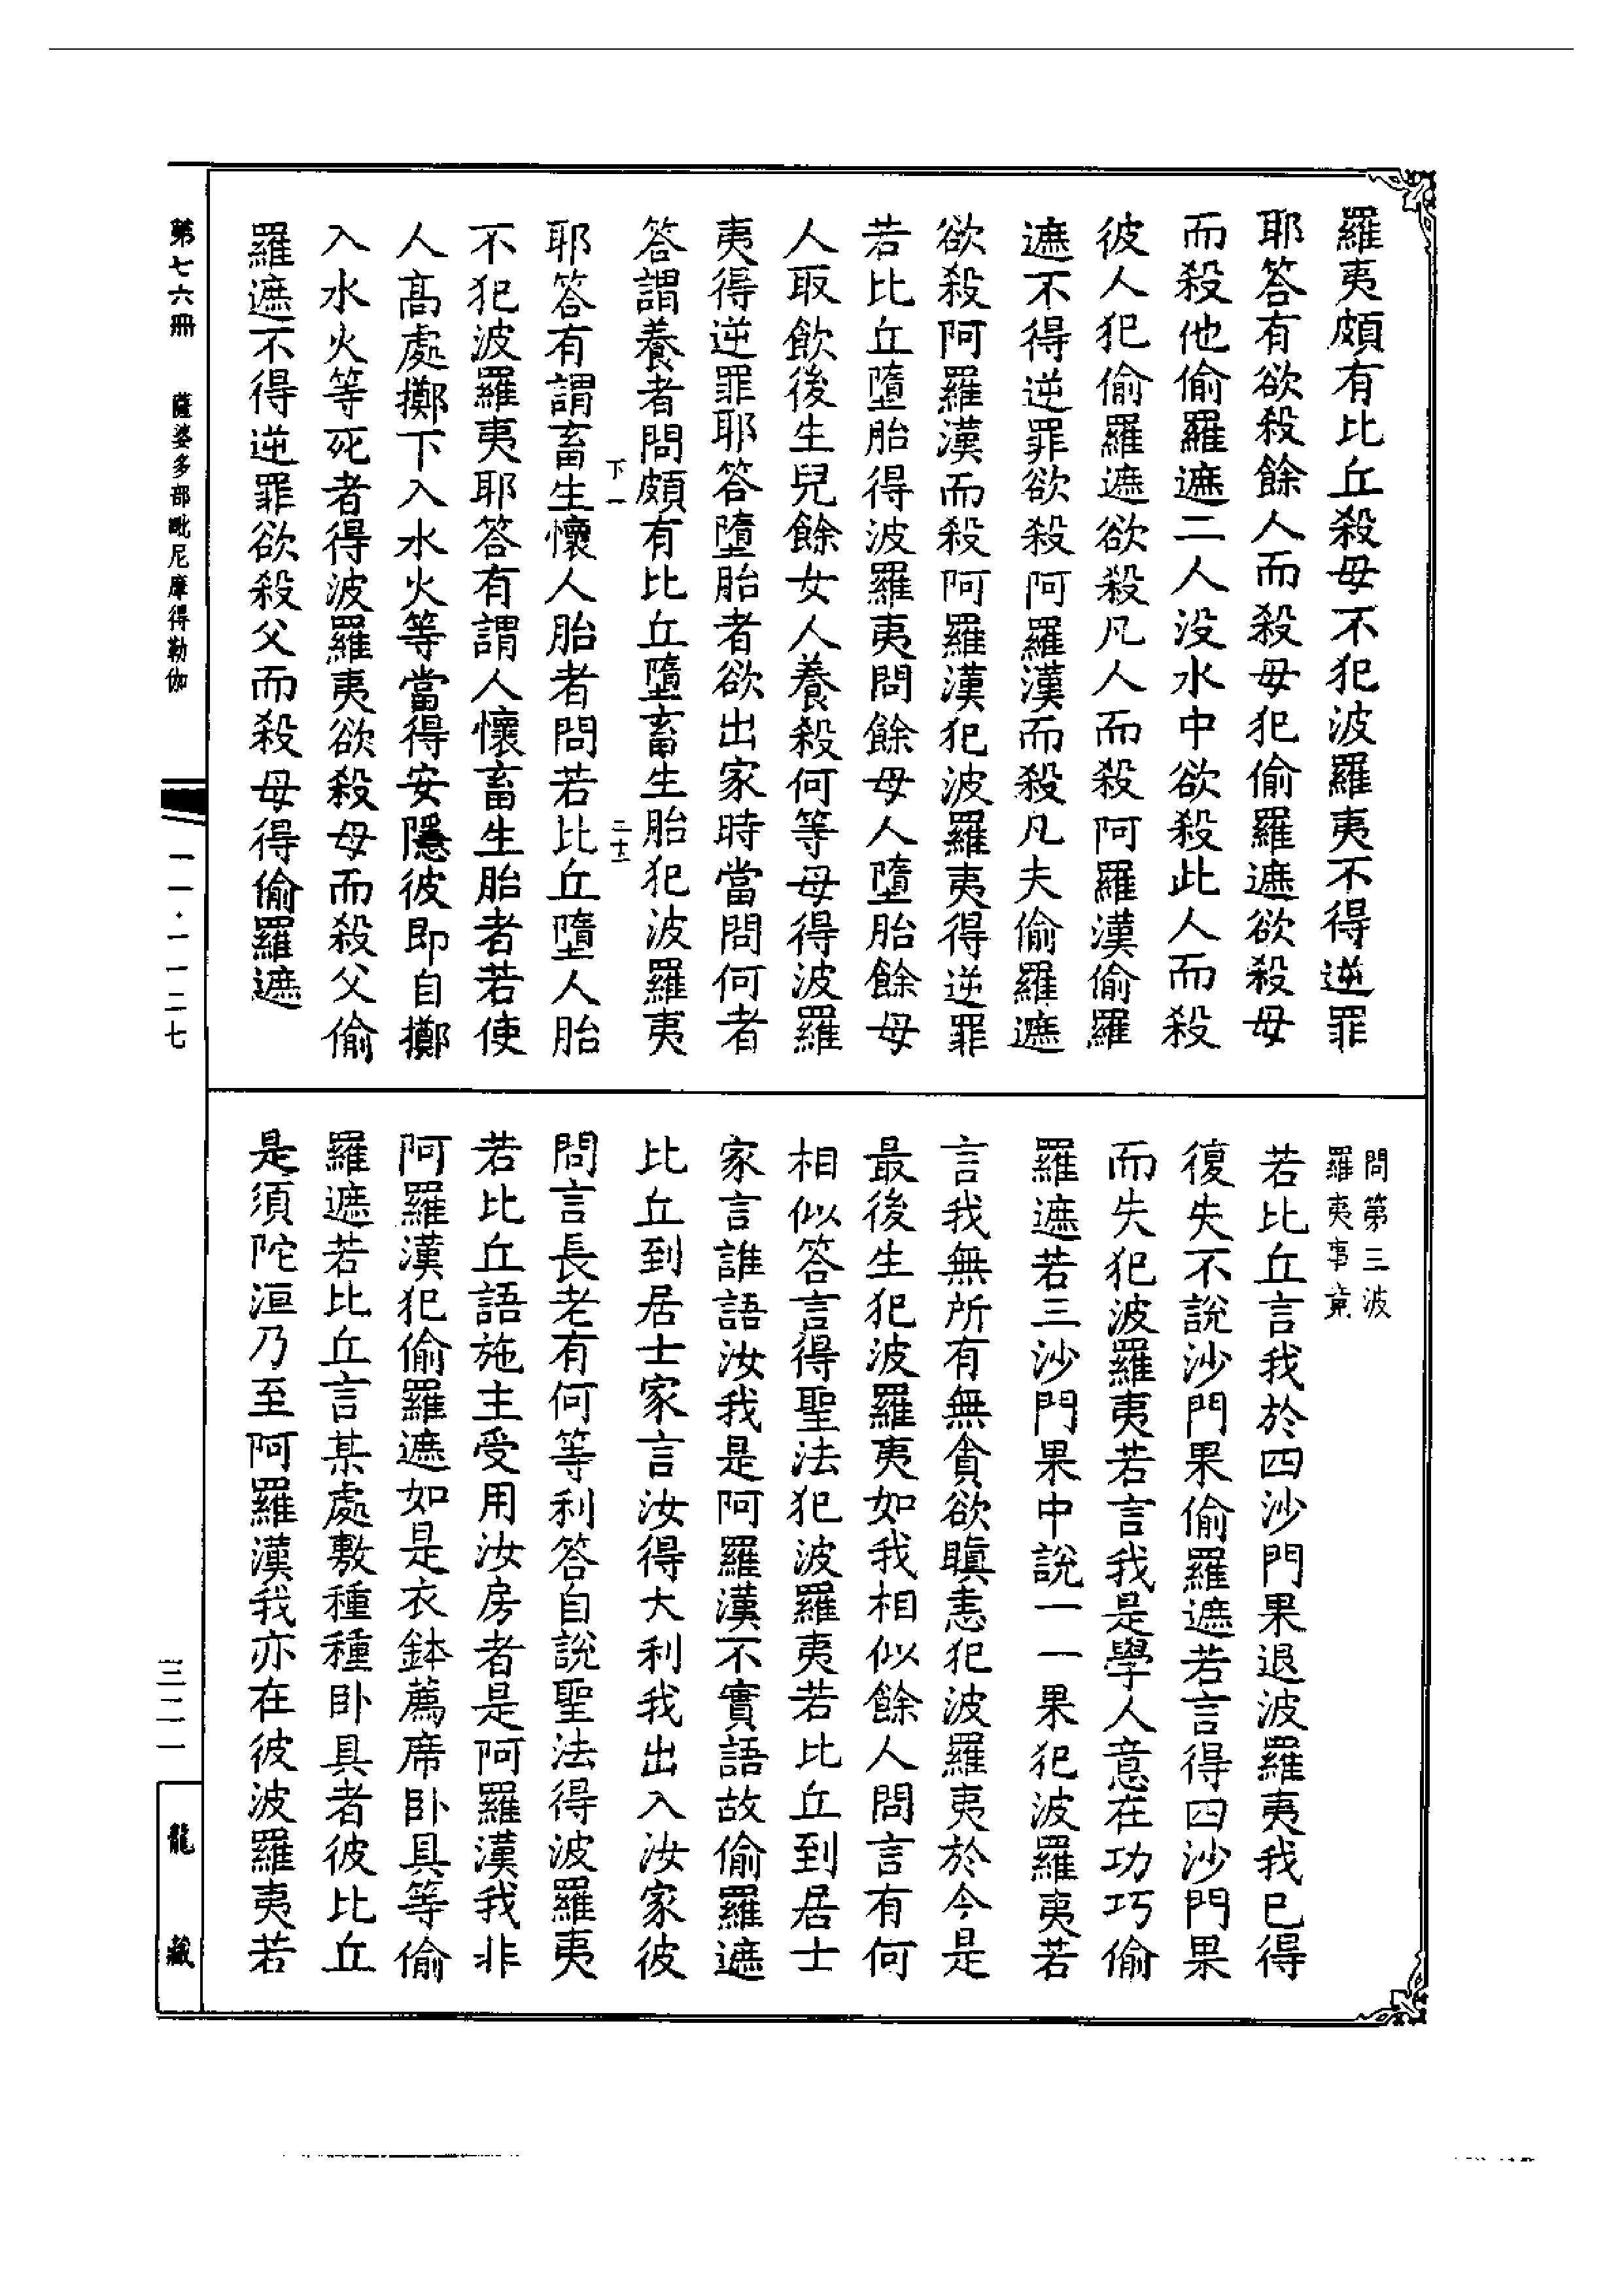 羅夷頗有比丘殺母不犯波羅夷不得逆罪
耶答有欲殺餘人而殺母犯偷羅遮欲殺母
而殺他偷羅遮二人没水中欲殺此人而殺
彼人犯偷羅遮欲殺凡人而殺阿羅漢偷羅
遮不得逆罪欲殺阿羅漢而殺凡夫偷羅遮
欲殺阿羅漢而殺阿羅漢犯波羅夷得逆罪
若比丘墮胎得波羅夷問餘母人墮胎餘母
人取飲後生兒餘女人養殺何等母得波羅
夷得逆罪耶答墮胎者欲出家時當問何者
答謂養者問頗有比丘墮畜生胎犯波羅夷
下一
二十二
耶答有謂畜生懷人胎者問若比丘墮人胎
不犯波羅夷耶答有謂人懷畜生胎者若使
人高處擲下入水火等當得安隱彼即自擲
入水火等死者得波羅夷欲殺母而殺父偷
羅遮不得逆罪欲殺父而殺母得偷羅遮
問第三波
羅夷事竟
若比丘言我於四沙門果退波羅夷我已得
復失不說沙門果偷羅遮若言得四沙門果
而失犯波羅夷若言我是學人意在功巧偷
羅遮若三沙門果中說一一果犯波羅夷若
言我無所有無貪欲瞋恚犯波羅夷於今是
最後生犯波羅夷如我相似餘人問言有何
相似答言得聖法犯波羅夷若比丘到居士
家言誰語汝我是阿羅漢不實語故偷羅遮
比丘到居士家言汝得大利我出入汝家彼
問言長老有何等利答自說聖法得波羅夷
若比丘語施主受用汝房者是阿羅漢我非
阿羅漢犯偷羅遮如是衣鉢薦席卧具等偷
羅遮若比丘言某處敷種種卧具者彼比丘
是須陀洹乃至阿羅漢我亦在彼波羅夷若
第七六冊
薩婆多部毗尼摩得勒伽
一一·一一二七
三二一
龍藏